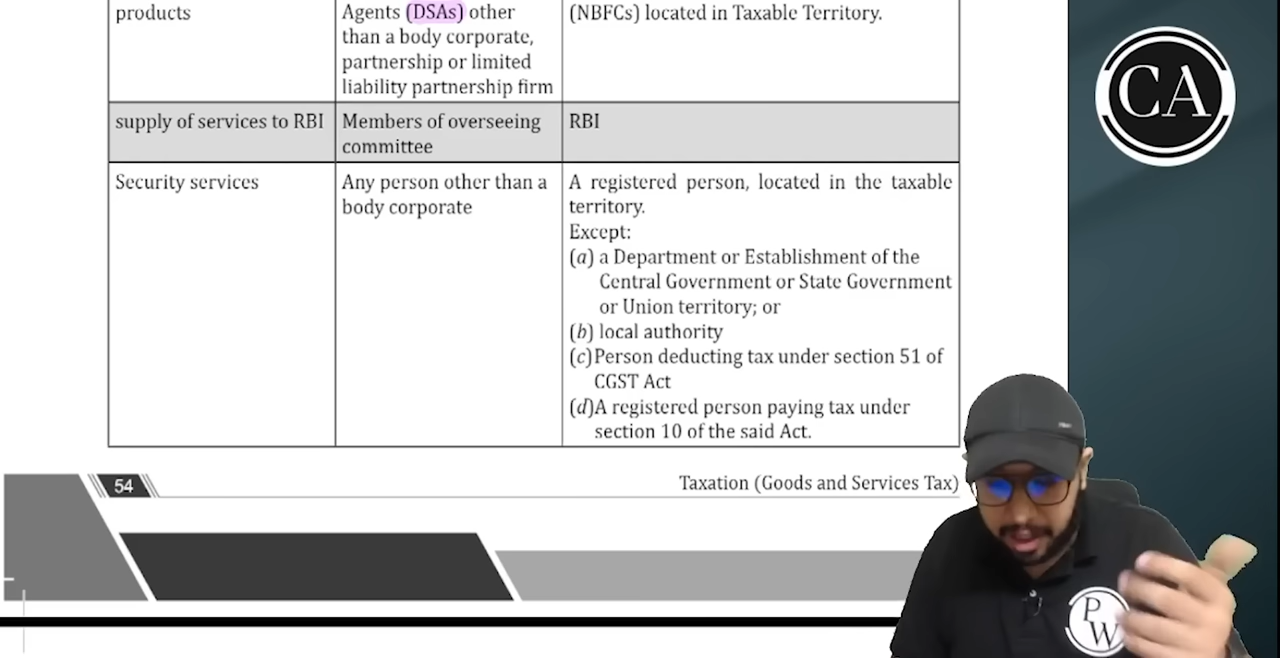 products
Agents (DSAs) other
than a body corporate,
partnership or limited
liability partnership firm
(NBFCs) located in Taxable Territory.
supply of services to RBI
Members of overseeing
committee
RBI
Security services
Any person other than a
body corporate
A registered person, located in the taxable
territory.
Except:
(a) a Department or Establishment of the
Central Government or State Government
or Union territory; or
(b) local authority
(c)Person deducting tax under section 51 of
CGST Act
(d)A registered person paying tax under
section 10 of the said Act.
54
Taxation (Goods and Services Tax)
CA
P
W